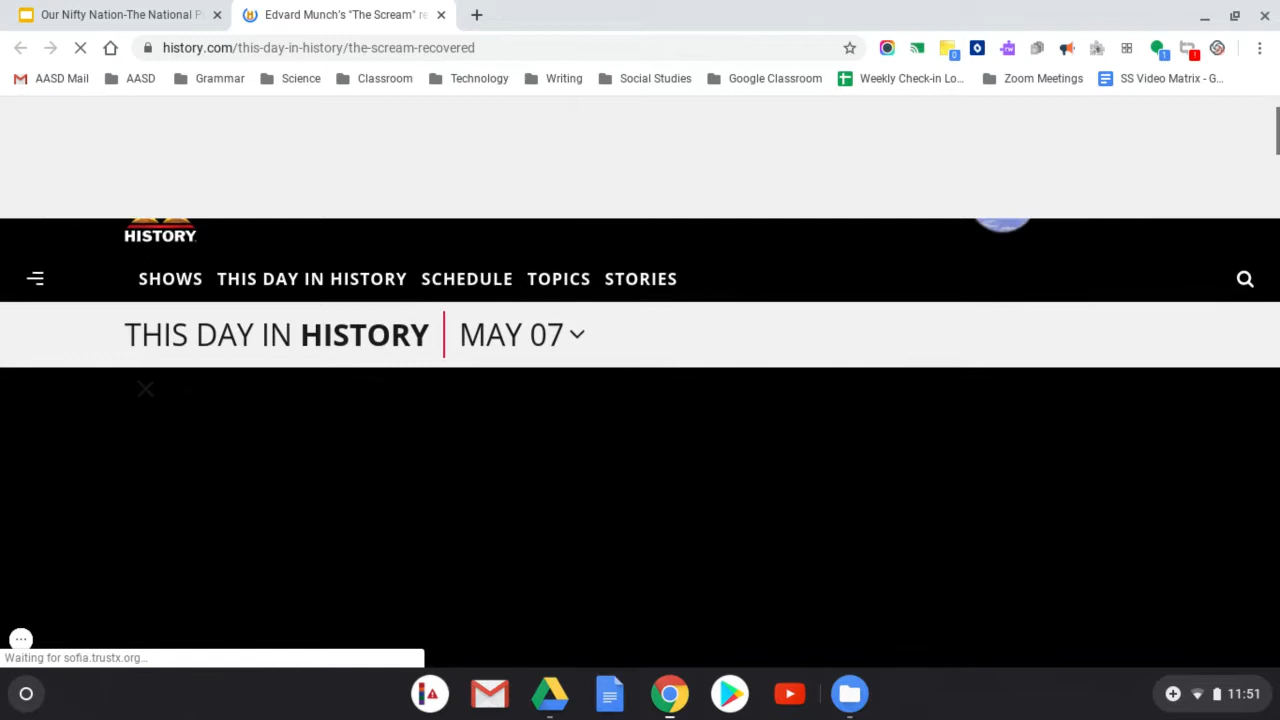 Our Nifty Nation-The National P
Edvard Munch's "The Scream" re
history.com/this-day-in-history/the-scream-recovered
0
1
!
AASD Mail AASD Grammar Science Classroom Technology Writing Social Studies Google Classroom Weekly Check-in Lo... Zoom Meetings SS Video Matrix - G...
HISTORY
SHOWS THIS DAY IN HISTORY SCHEDULE TOPICS STORIES
THIS DAY IN HISTORY MAY 07
Waiting for sofia.trustx.org...
11:51